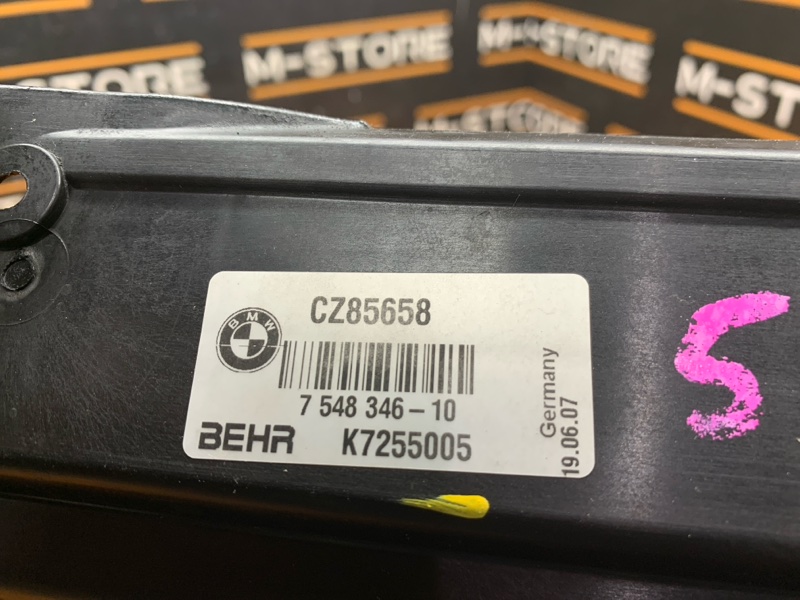 M-STORE
M-STORE
M-STORE
M-STORE
M-STORE
CZ85658
BMW
7 548 346-10
BEHR K7255005
Germany
19.06.07
5